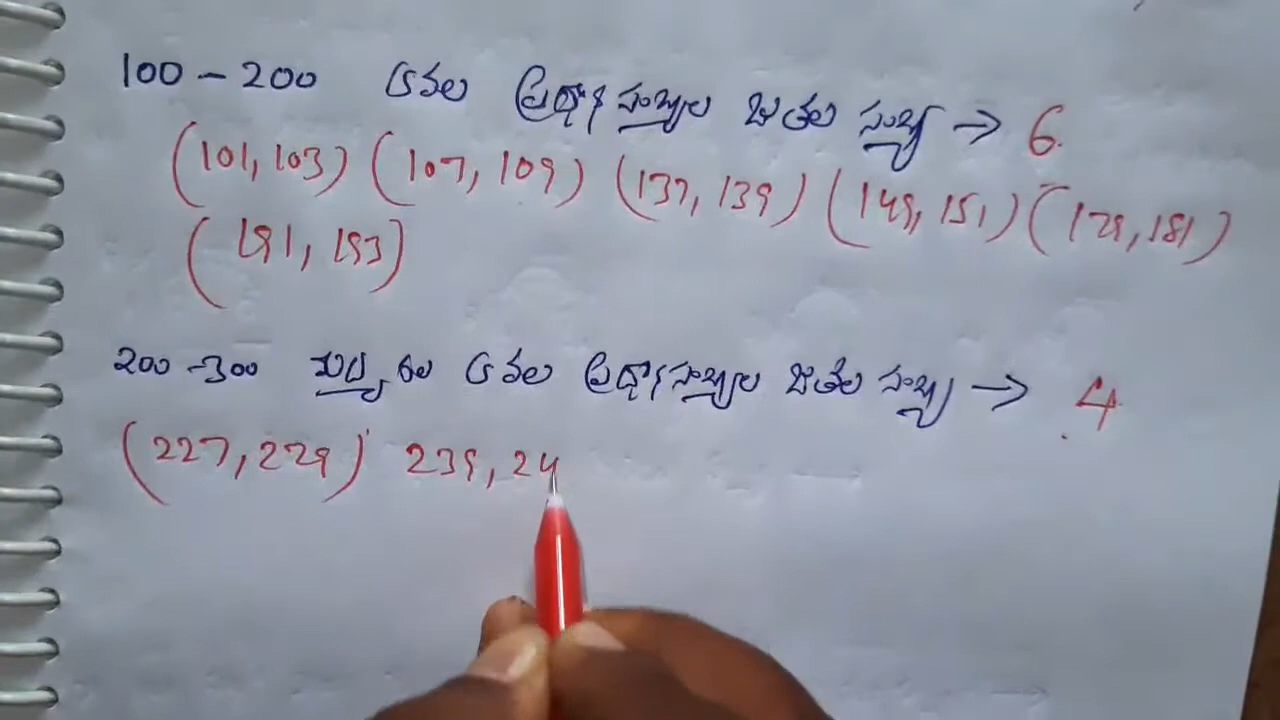 100 - 200 కవల ప్రధాన సంఖ్యల జతల సంఖ్య → 6
(101, 103) (107, 109) (137, 139) (149, 151) (179, 181)
(191, 193)
200 - 300 మధ్య గల కవల ప్రధాన సంఖ్యల జతల సంఖ్య → 4
(227, 229) 239, 24